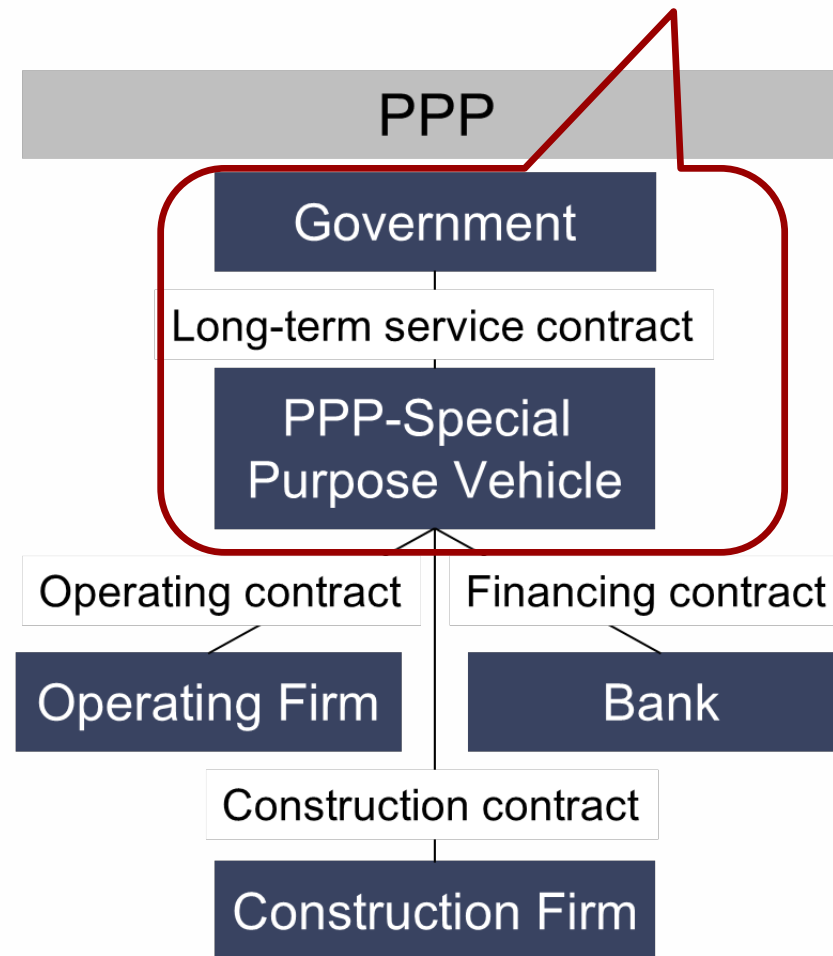 PPP
Government
Long-term service contract
PPP-Special
Purpose Vehicle
Operating contract
Financing contract
Operating Firm
Bank
Construction contract
Construction Firm